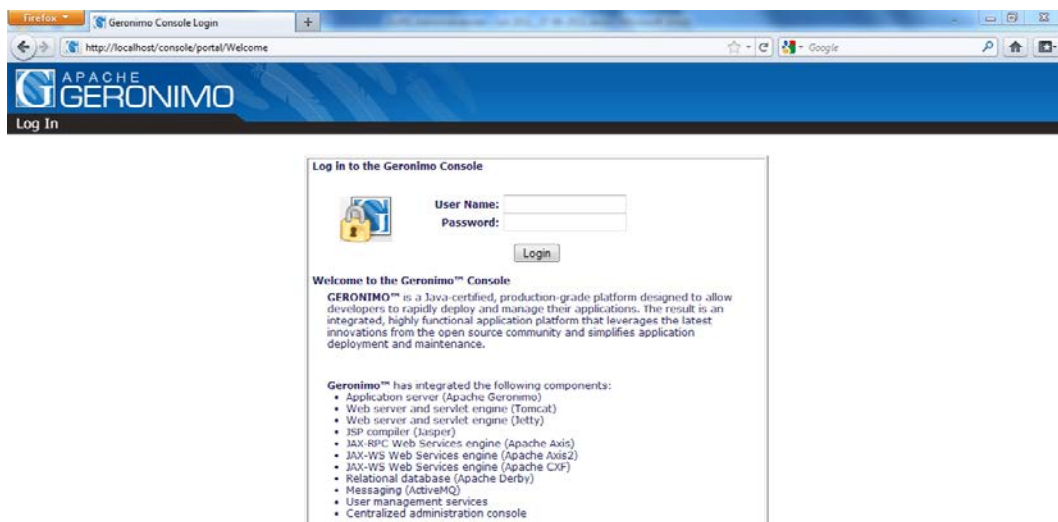 Firefox
Geronimo Console Login
http://localhost/console/portal/Welcome
Google
APACHE
GERONIMO
Log In
Log in to the Geronimo Console
User Name:
Password:
Login
Welcome to the Geronimo™ Console
GERONIMO™ is a Java-certified, production-grade platform designed to allow
developers to rapidly deploy and manage their applications. The result is an
integrated, highly functional application platform that leverages the latest
innovations from the open source community and simplifies application
deployment and maintenance.
Geronimo™ has integrated the following components:
• Application server (Apache Geronimo)
• Web server and servlet engine (Tomcat)
• Web server and servlet engine (Jetty)
• JSP compiler (Jasper)
• JAX-RPC Web Services engine (Apache Axis)
• JAX-WS Web Services engine (Apache Axis2)
• JAX-WS Web Services engine (Apache CXF)
• Relational database (Apache Derby)
• Messaging (ActiveMQ)
• User management services
• Centralized administration console